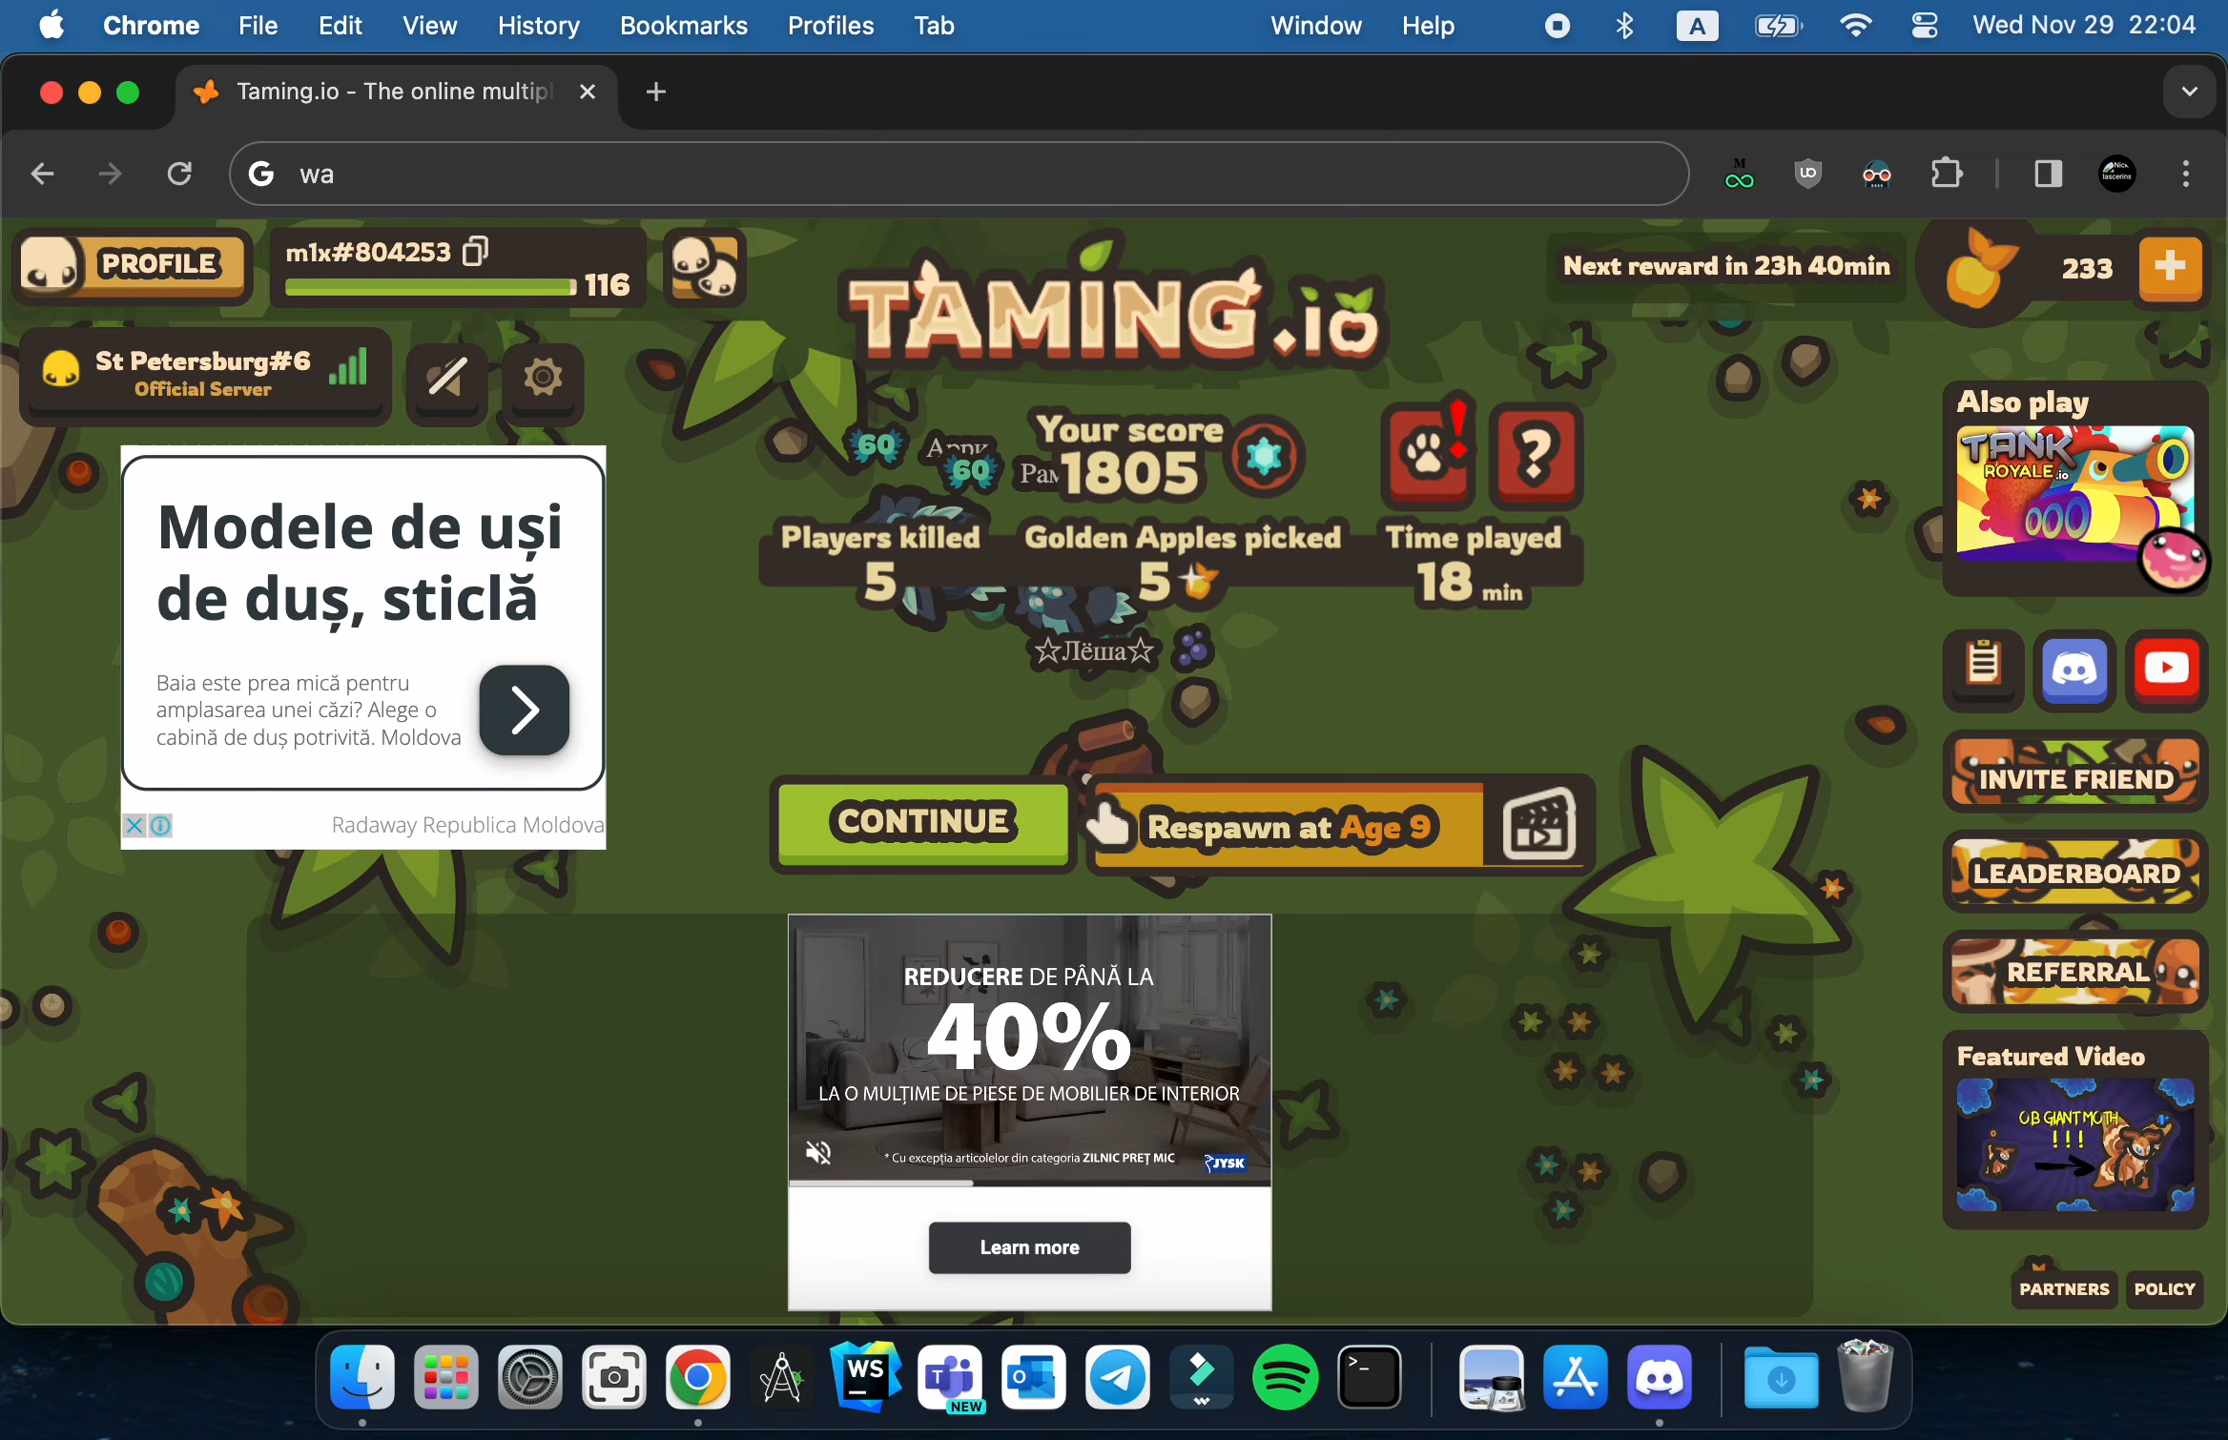 Chrome File Edit View History Bookmarks Profiles Tab Window Help A Wed Nov 29 22:04
Taming.io - The online multipl
wa
PROFILE
m1x#804253
116
TAMING.io
Next reward in 23h 40min
233
St Petersburg#6
Official Server
Your score
1805
60
60
Players killed
5
Golden Apples picked
5
Time played
18 min
☆Лёша☆
CONTINUE
Respawn at Age 9
Modele de uși
de duș, sticlă
Baia este prea mică pentru
amplasarea unei căzi? Alege o
cabină de duș potrivită. Moldova
Radaway Republica Moldova
REDUCERE DE PÂNĂ LA
40%
LA O MULȚIME DE PIESE DE MOBILIER DE INTERIOR
* Cu excepția articolelor din categoria ZILNIC PREȚ MIC
JYSK
Learn more
Also play
TANK
ROYALE.io
INVITE FRIEND
LEADERBOARD
REFERRAL
Featured Video
OB GIANT MOTH
!!!
PARTNERS
POLICY
WS
NEW